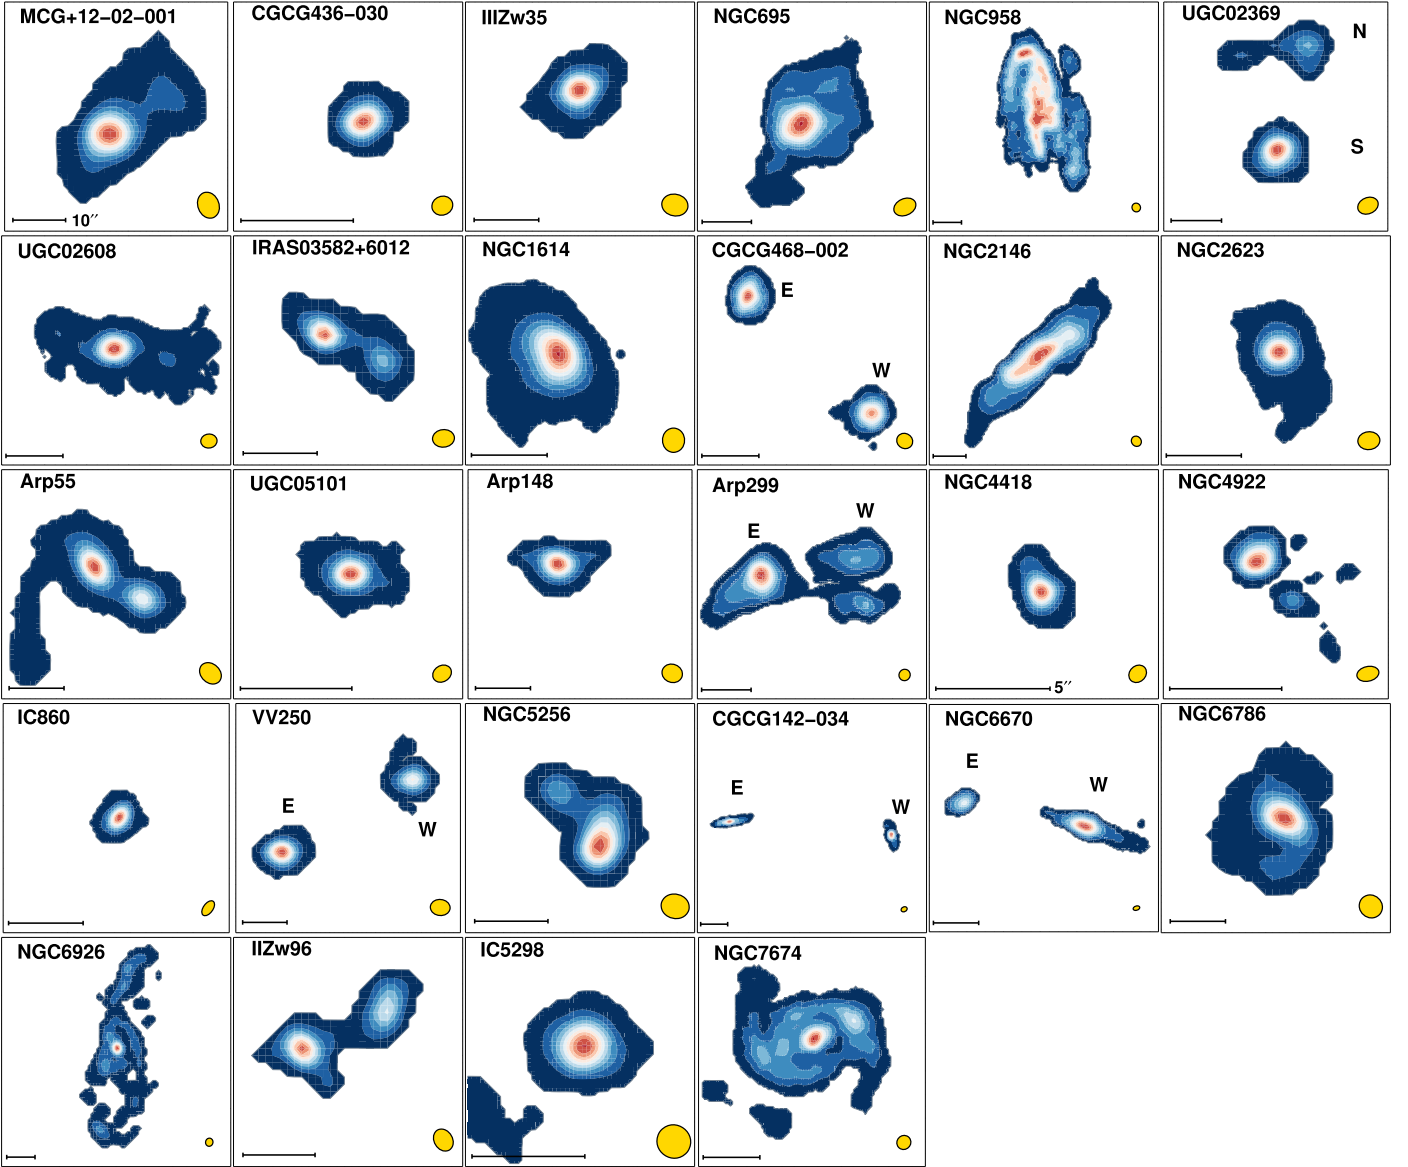 MCG+12−02−001
10″
CGCG436−030
IIIZw35
NGC695
NGC958
UGC02369
N
S
UGC02608
IRAS03582+6012
NGC1614
CGCG468−002
E
W
NGC2146
NGC2623
Arp55
UGC05101
Arp148
Arp299
E
W
NGC4418
5″
NGC4922
IC860
VV250
E
W
NGC5256
CGCG142−034
E
W
NGC6670
E
W
NGC6786
NGC6926
IIZw96
IC5298
NGC7674